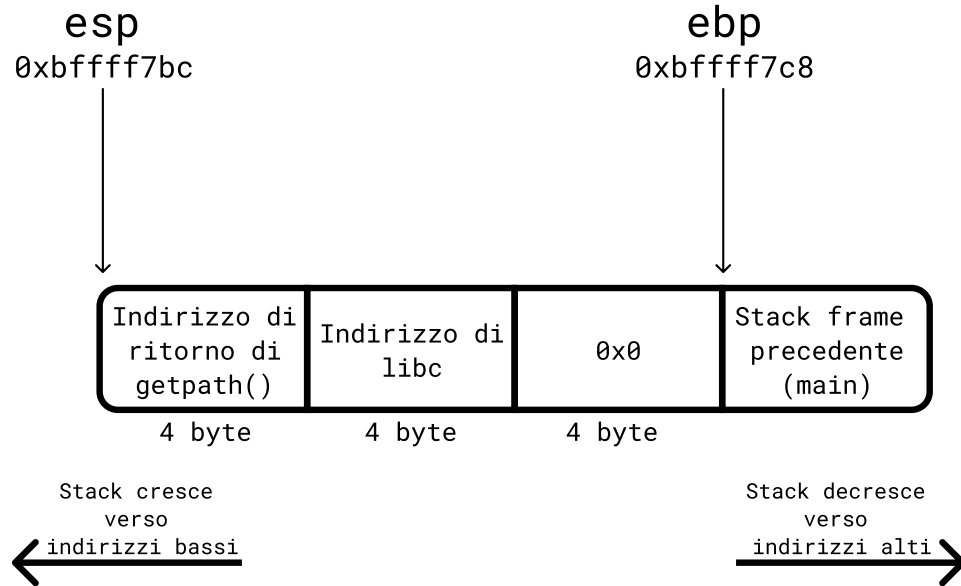 esp
0xbffff7bc
ebp
0xbffff7c8
Indirizzo di
ritorno di
getpath()
Indirizzo di
libc
0x0
Stack frame
precedente
(main)
4 byte
4 byte
4 byte
Stack cresce
verso
indirizzi bassi
Stack decresce
verso
indirizzi alti